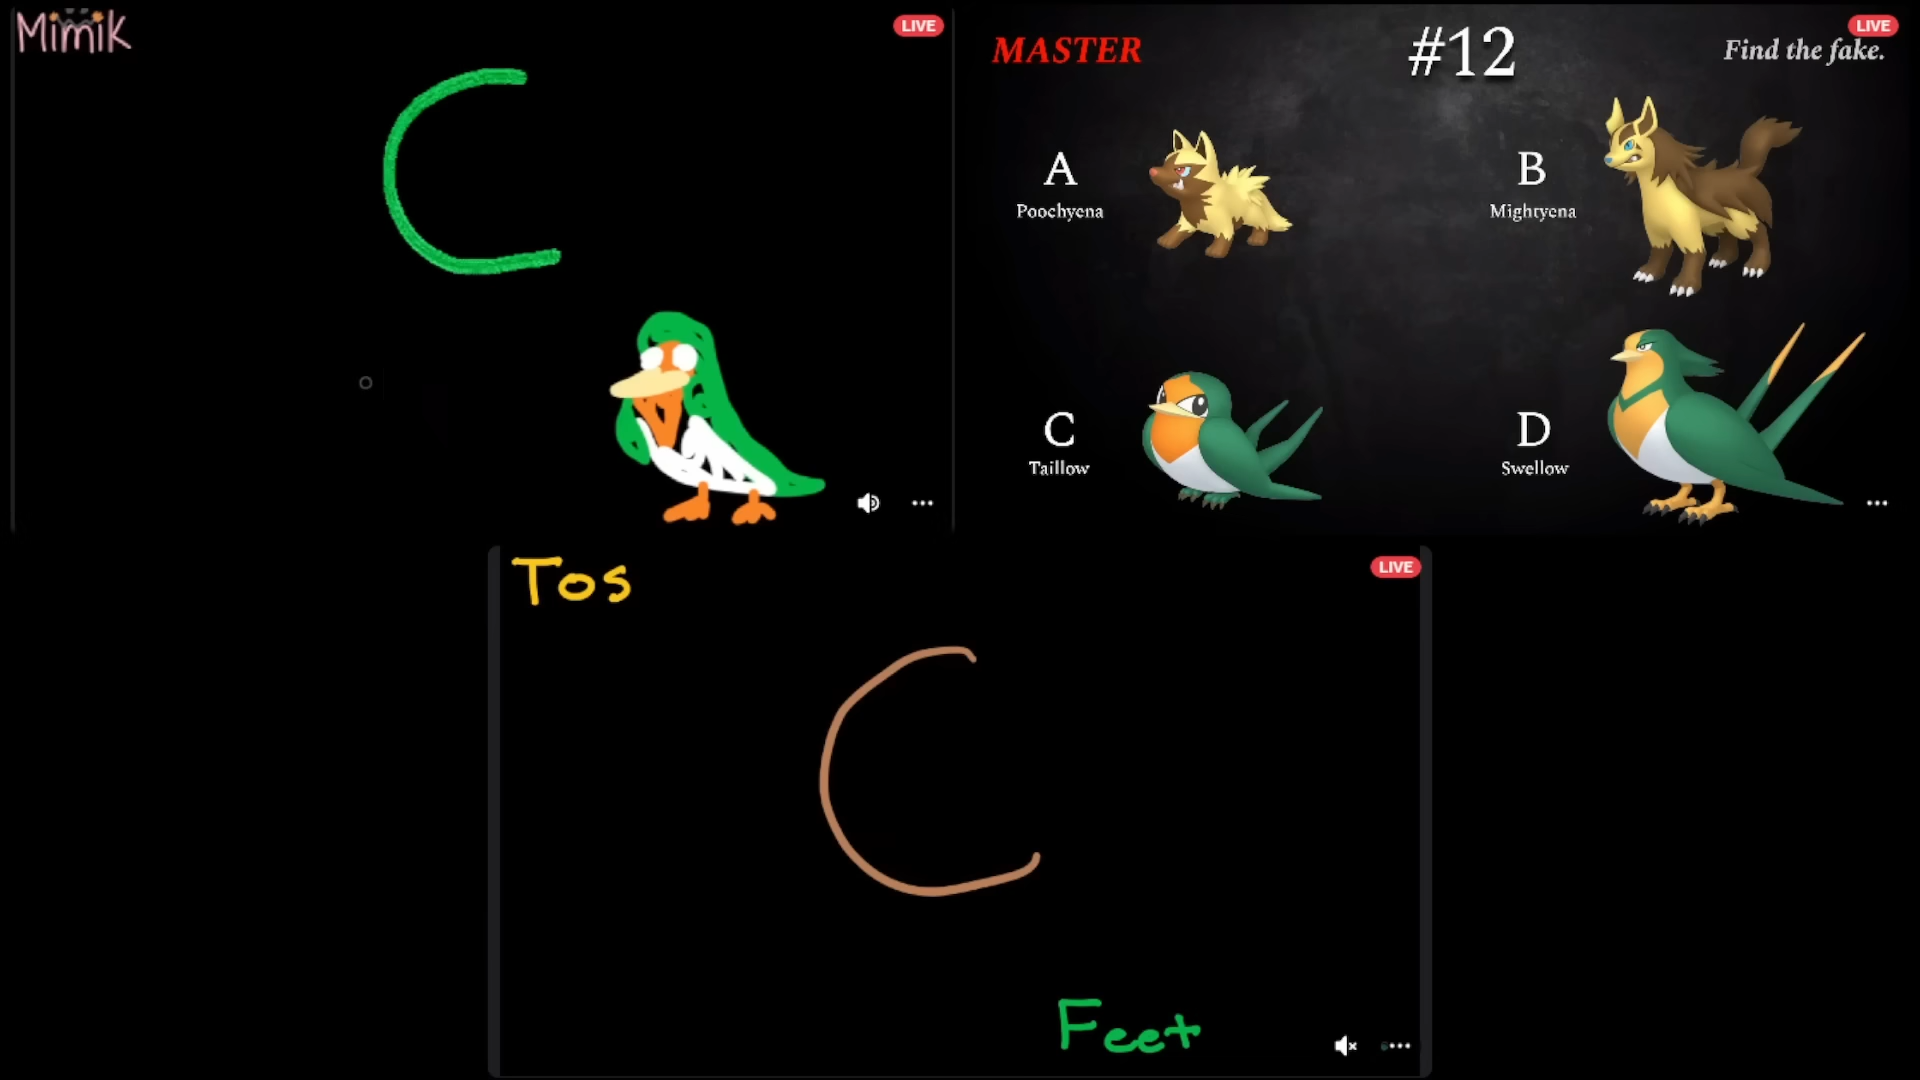 Mimik
LIVE
C
MASTER
#12
LIVE
Find the fake.
A
Poochyena
B
Mightyena
C
Taillow
D
Swellow
Tos
LIVE
C
Feet